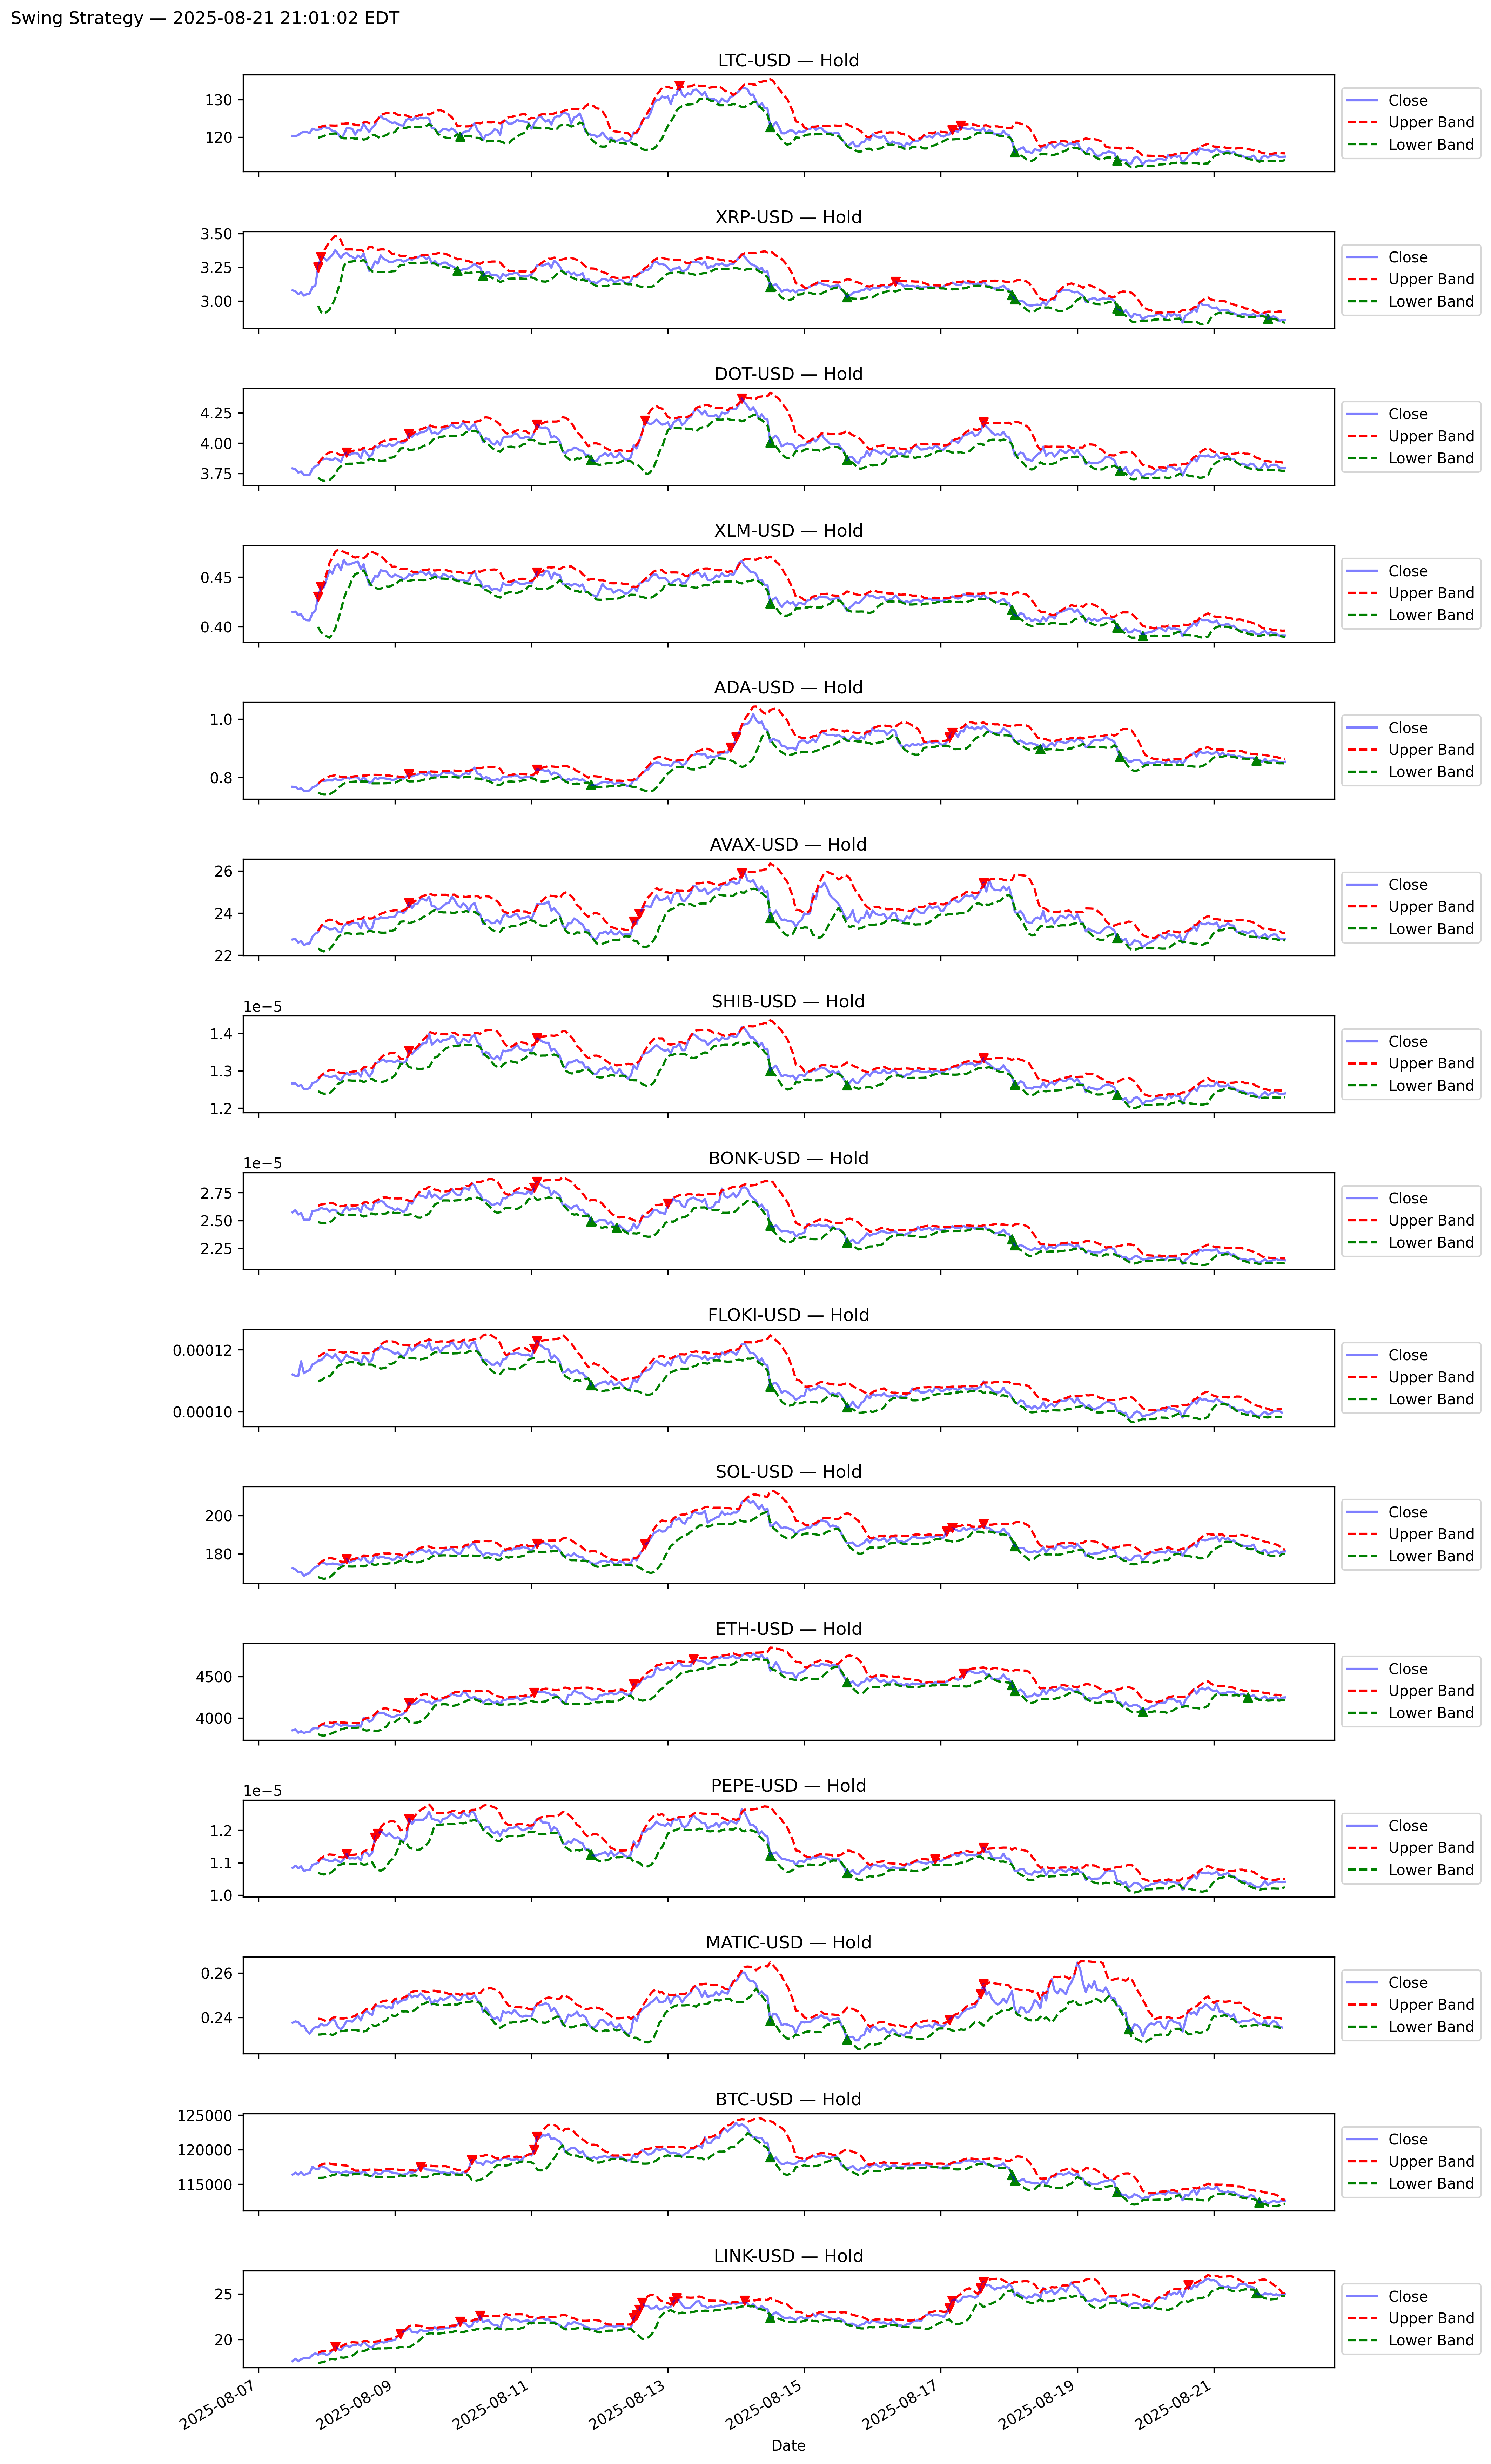 Swing Strategy — 2025-08-21 21:01:02 EDT
LTC-USD — Hold
130
120
Close
Upper Band
Lower Band
XRP-USD — Hold
3.50
3.25
3.00
Close
Upper Band
Lower Band
DOT-USD — Hold
4.25
4.00
3.75
Close
Upper Band
Lower Band
XLM-USD — Hold
0.45
0.40
Close
Upper Band
Lower Band
ADA-USD — Hold
1.0
0.8
Close
Upper Band
Lower Band
AVAX-USD — Hold
26
24
22
Close
Upper Band
Lower Band
SHIB-USD — Hold
1e−5
1.4
1.3
1.2
Close
Upper Band
Lower Band
BONK-USD — Hold
1e−5
2.75
2.50
2.25
Close
Upper Band
Lower Band
FLOKI-USD — Hold
0.00012
0.00010
Close
Upper Band
Lower Band
SOL-USD — Hold
200
180
Close
Upper Band
Lower Band
ETH-USD — Hold
4500
4000
Close
Upper Band
Lower Band
PEPE-USD — Hold
1e−5
1.2
1.1
1.0
Close
Upper Band
Lower Band
MATIC-USD — Hold
0.26
0.24
Close
Upper Band
Lower Band
BTC-USD — Hold
125000
120000
115000
Close
Upper Band
Lower Band
LINK-USD — Hold
25
20
Close
Upper Band
Lower Band
2025-08-07
2025-08-09
2025-08-11
2025-08-13
2025-08-15
2025-08-17
2025-08-19
2025-08-21
Date